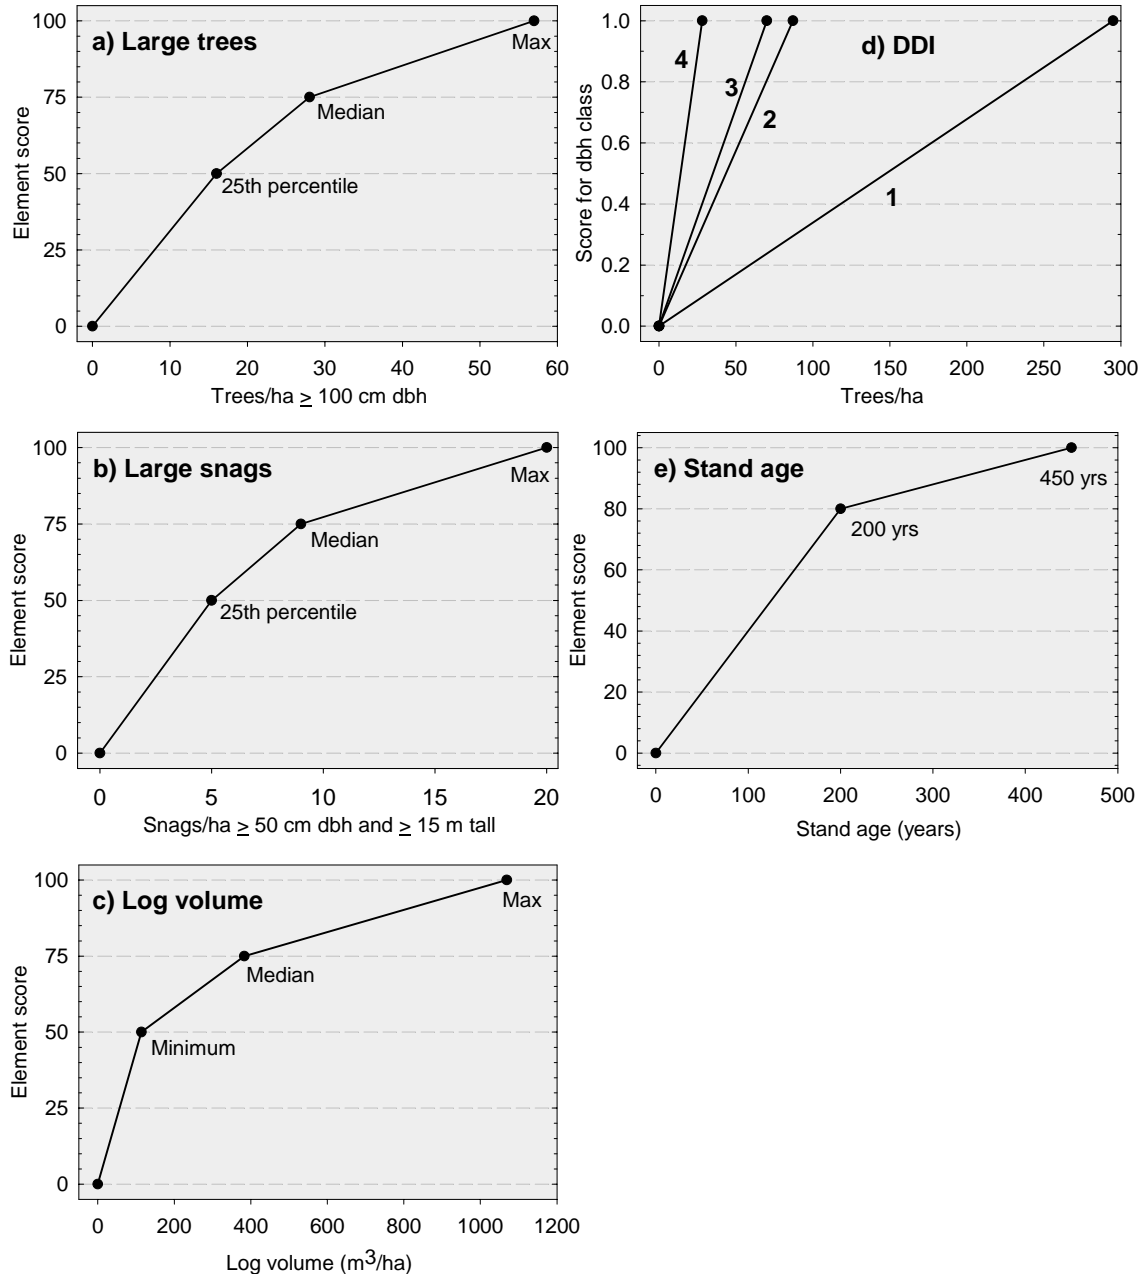 a) Large trees
Element score
100
75
50
25
0
Max
Median
25th percentile
0 10 20 30 40 50 60
Trees/ha ≥ 100 cm dbh
d) DDI
Score for dbh class
1.0
0.8
0.6
0.4
0.2
0.0
4
3
2
1
0 50 100 150 200 250 300
Trees/ha
b) Large snags
Element score
100
75
50
25
0
Max
Median
25th percentile
0 5 10 15 20
Snags/ha ≥ 50 cm dbh and ≥ 15 m tall
e) Stand age
Element score
100
80
60
40
20
0
450 yrs
200 yrs
0 100 200 300 400 500
Stand age (years)
c) Log volume
Element score
100
75
50
25
0
Max
Median
Minimum
0 200 400 600 800 1000 1200
Log volume (m³/ha)